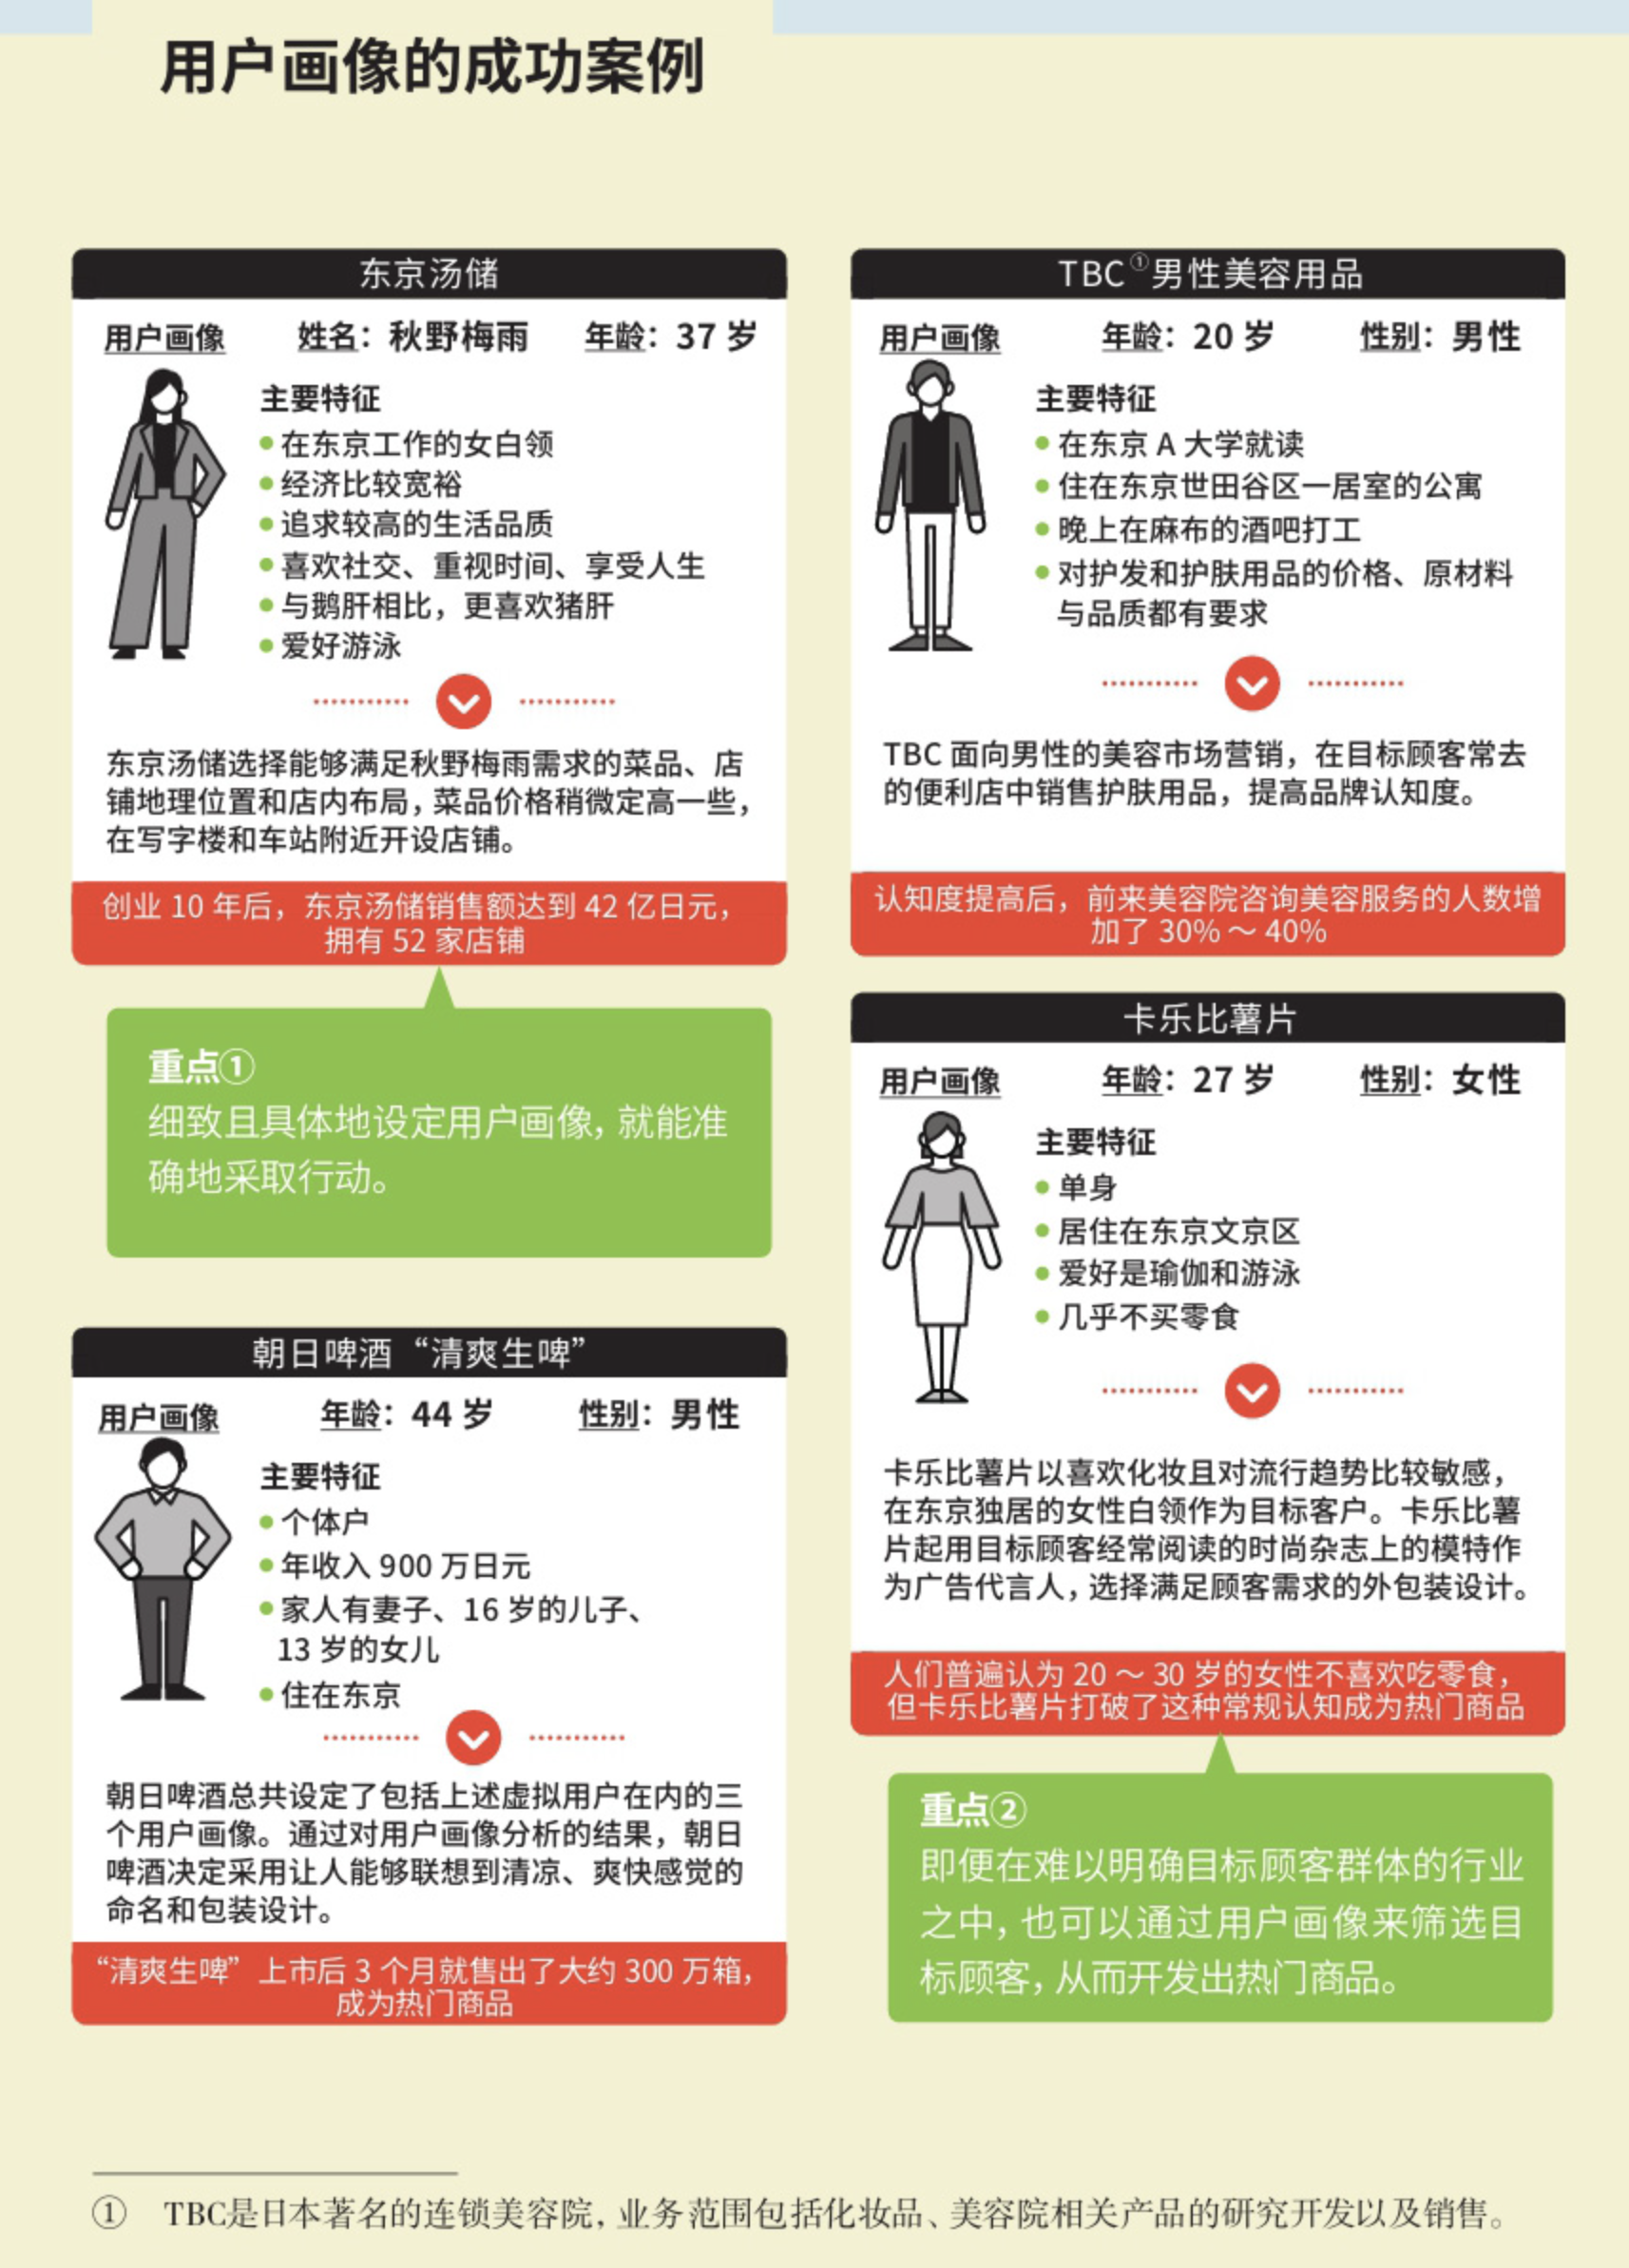 用户画像的成功案例
东京汤储
用户画像 姓名：秋野梅雨 年龄：37 岁
主要特征
在东京工作的女白领
经济比较宽裕
追求较高的生活品质
喜欢社交、重视时间、享受人生
与鹅肝相比，更喜欢猪肝
爱好游泳
东京汤储选择能够满足秋野梅雨需求的菜品、店
铺地理位置和店内布局，菜品价格稍微定高一些，
在写字楼和车站附近开设店铺。
创业 10 年后，东京汤储销售额达到 42 亿日元，
拥有 52 家店铺
重点①
细致且具体地设定用户画像，就能准
确地采取行动。
朝日啤酒“清爽生啤”
用户画像 年龄：44 岁 性别：男性
主要特征
个体户
年收入 900 万日元
家人有妻子、16 岁的儿子、
13 岁的女儿
住在东京
朝日啤酒总共设定了包括上述虚拟用户在内的三
个用户画像。通过对用户画像分析的结果，朝日
啤酒决定采用让人能够联想到清凉、爽快感觉的
命名和包装设计。
“清爽生啤”上市后 3 个月就售出了大约 300 万箱，
成为热门商品
TBC①男性美容用品
用户画像 年龄：20 岁 性别：男性
主要特征
在东京 A 大学就读
住在东京世田谷区一居室的公寓
晚上在麻布的酒吧打工
对护发和护肤用品的价格、原材料
与品质都有要求
TBC 面向男性的美容市场营销，在目标顾客常去
的便利店中销售护肤用品，提高品牌认知度。
认知度提高后，前来美容院咨询美容服务的人数增
加了 30%～40%
卡乐比薯片
用户画像 年龄：27 岁 性别：女性
主要特征
单身
居住在东京文京区
爱好是瑜伽和游泳
几乎不买零食
卡乐比薯片以喜欢化妆且对流行趋势比较敏感，
在东京独居的女性白领作为目标客户。卡乐比薯
片起用目标顾客经常阅读的时尚杂志上的模特作
为广告代言人，选择满足顾客需求的外包装设计。
人们普遍认为 20～30 岁的女性不喜欢吃零食，
但卡乐比薯片打破了这种常规认知成为热门商品
重点②
即便在难以明确目标顾客群体的行业
之中，也可以通过用户画像来筛选目
标顾客，从而开发出热门商品。
① TBC是日本著名的连锁美容院，业务范围包括化妆品、美容院相关产品的研究开发以及销售。